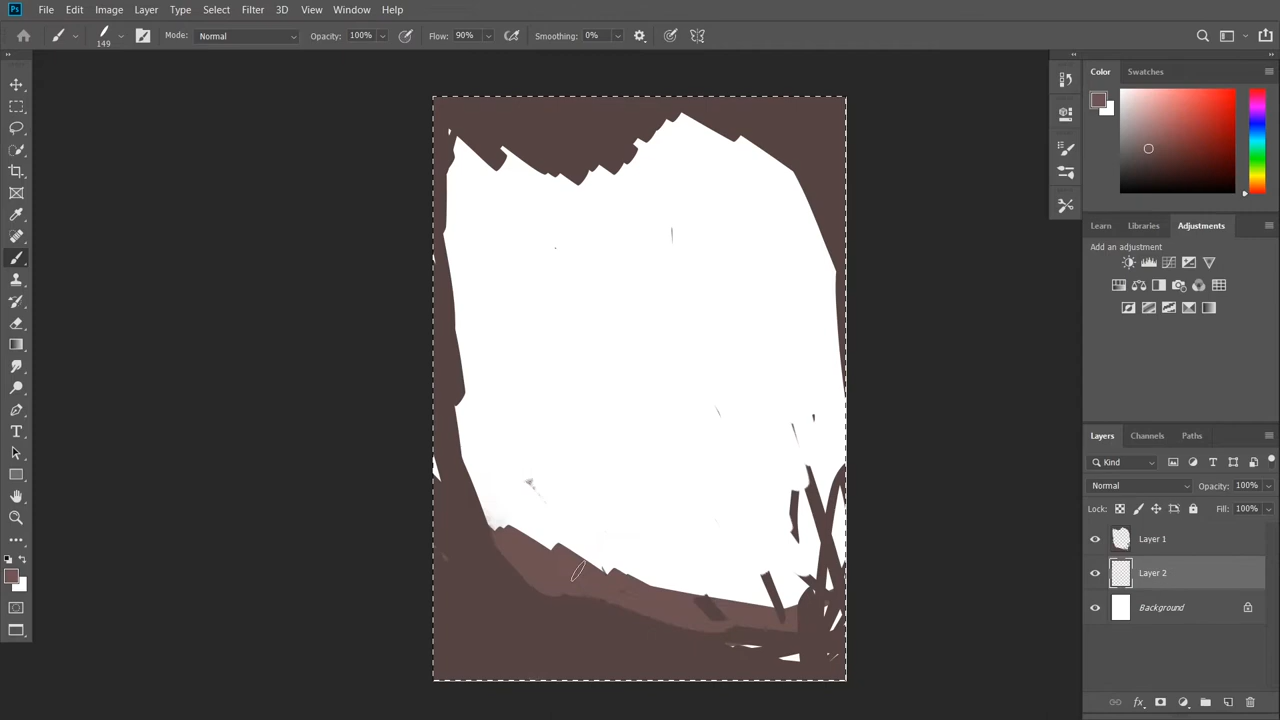 Ps File Edit Image Layer Type Select Filter 3D View Window Help
149 Mode: Normal Opacity: 100% Flow: 90% Smoothing: 0%
Color Swatches
Learn Libraries Adjustments
Add an adjustment
Layers Channels Paths
Kind
Normal Opacity: 100%
Lock: Fill: 100%
Layer 1
Layer 2
Background